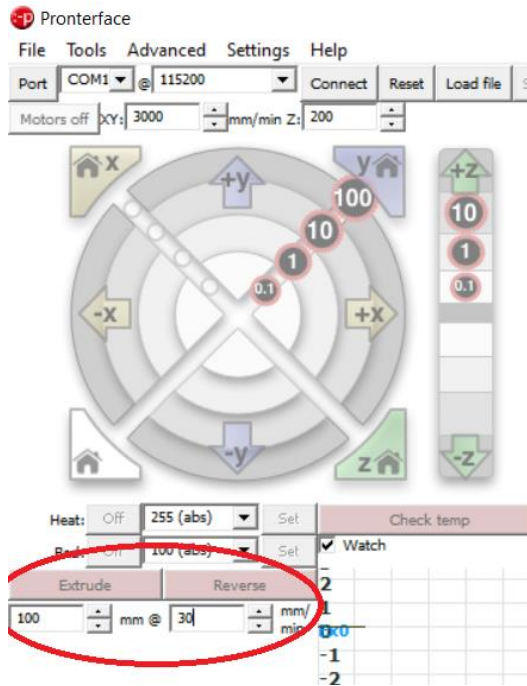 Pronterface
File Tools Advanced Settings Help
Port COM1 @ 115200 Connect Reset Load file
Motors off XY: 3000 mm/min Z: 200
x +y y +z
100 10
10 1
1 0.1
0.1
-x +x
-y z -z
Heat: Off 255 (abs) Set Check temp
Bed: Off 100 (abs) Set Watch
Extrude Reverse 2
100 mm @ 30 mm/ 1
min
-1
-2